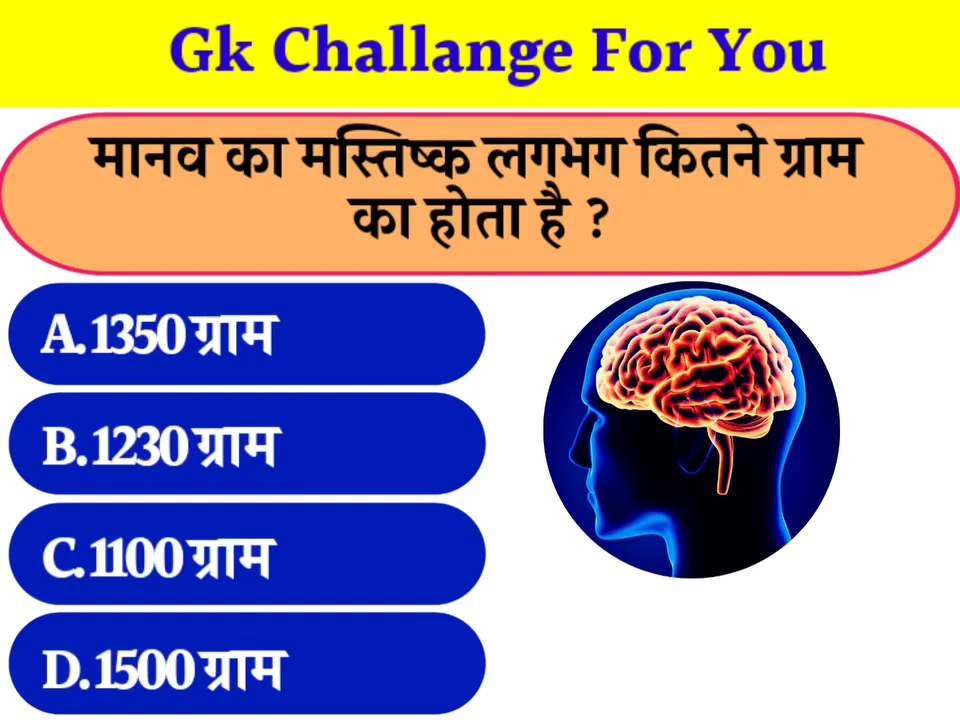 Gk Challange For You
मानव का मस्तिष्क लगभग कितने ग्राम
का होता है ?
A.1350 ग्राम
B.1230 ग्राम
C.1100 ग्राम
D.1500 ग्राम